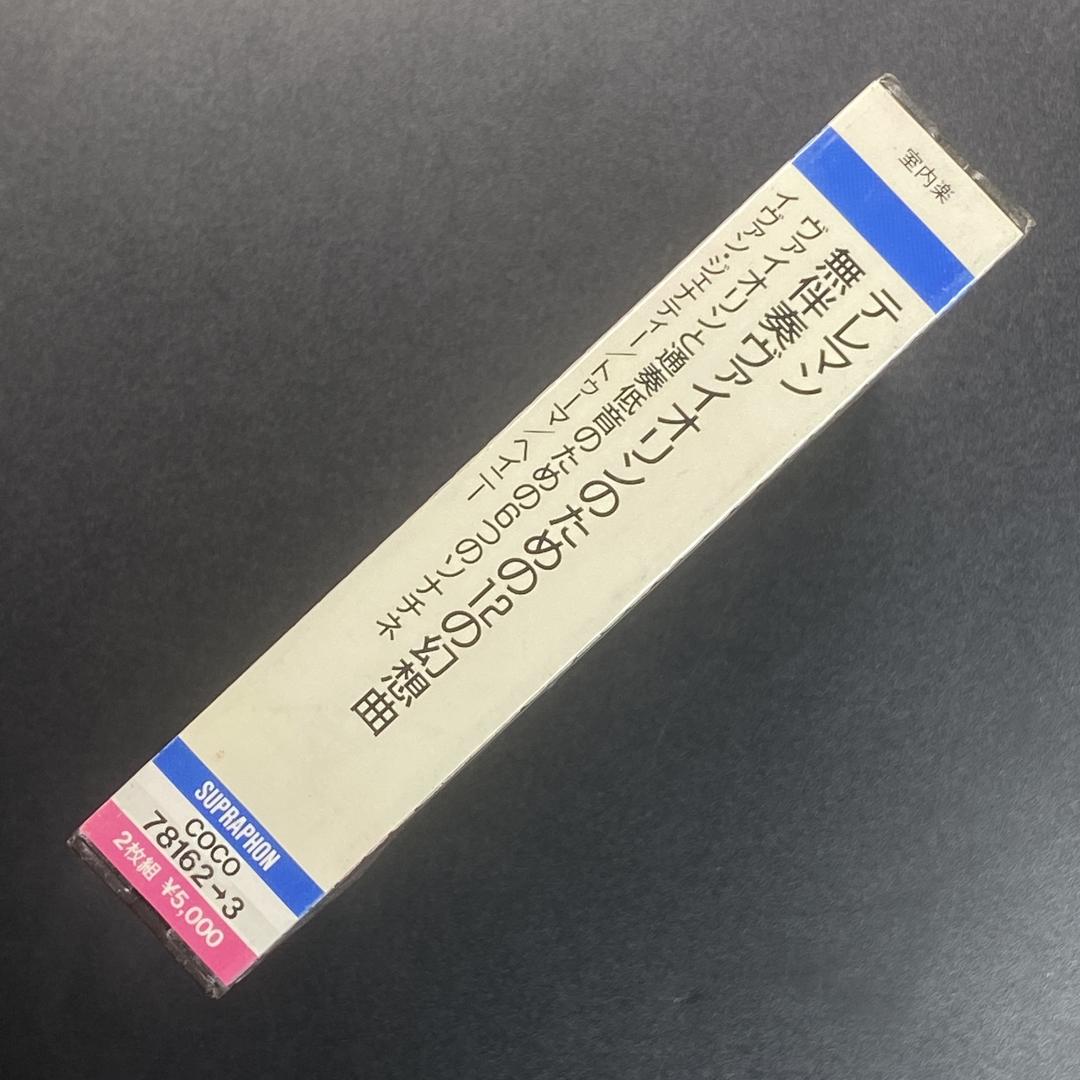 室内楽
テレマン
無伴奏ヴァイオリンのための12の幻想曲
ヴァイオリンと通奏低音のための6つのソナチネ
イヴァン・ジェナティー/トゥーマ/ヘイニー
SUPRAPHON
COCO
78162→3
2枚組 ¥5,000